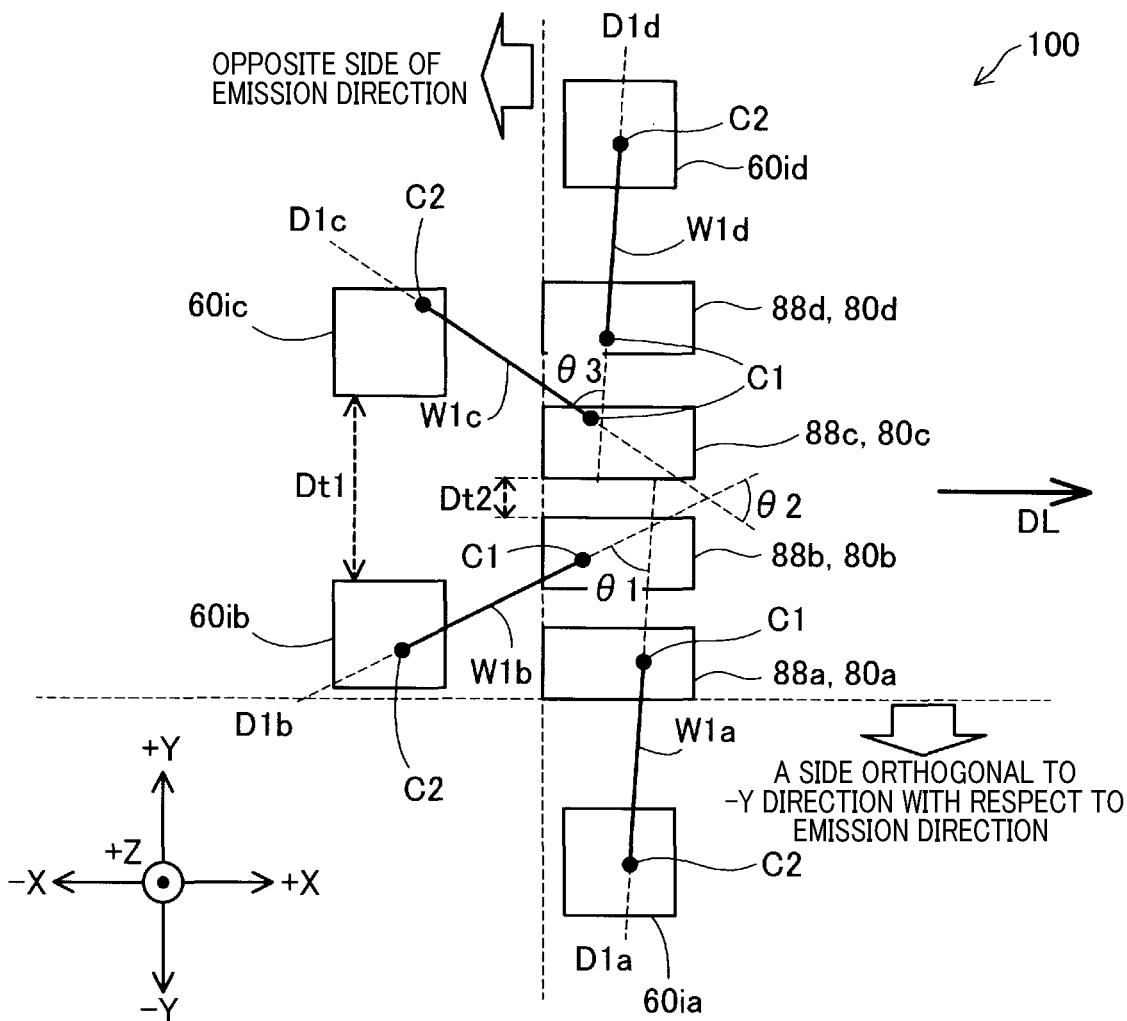 D1d
100
OPPOSITE SIDE OF
EMISSION DIRECTION
C2
60id
C2
D1c
W1d
60ic
88d, 80d
θ3
C1
W1c
88c, 80c
Dt1
Dt2
θ2
DL
C1
88b, 80b
θ1
60ib
C1
W1b
88a, 80a
D1b
W1a
C2
+Y
A SIDE ORTHOGONAL TO
-Y DIRECTION WITH RESPECT TO
EMISSION DIRECTION
+Z
C2
-X
+X
D1a
60ia
-Y